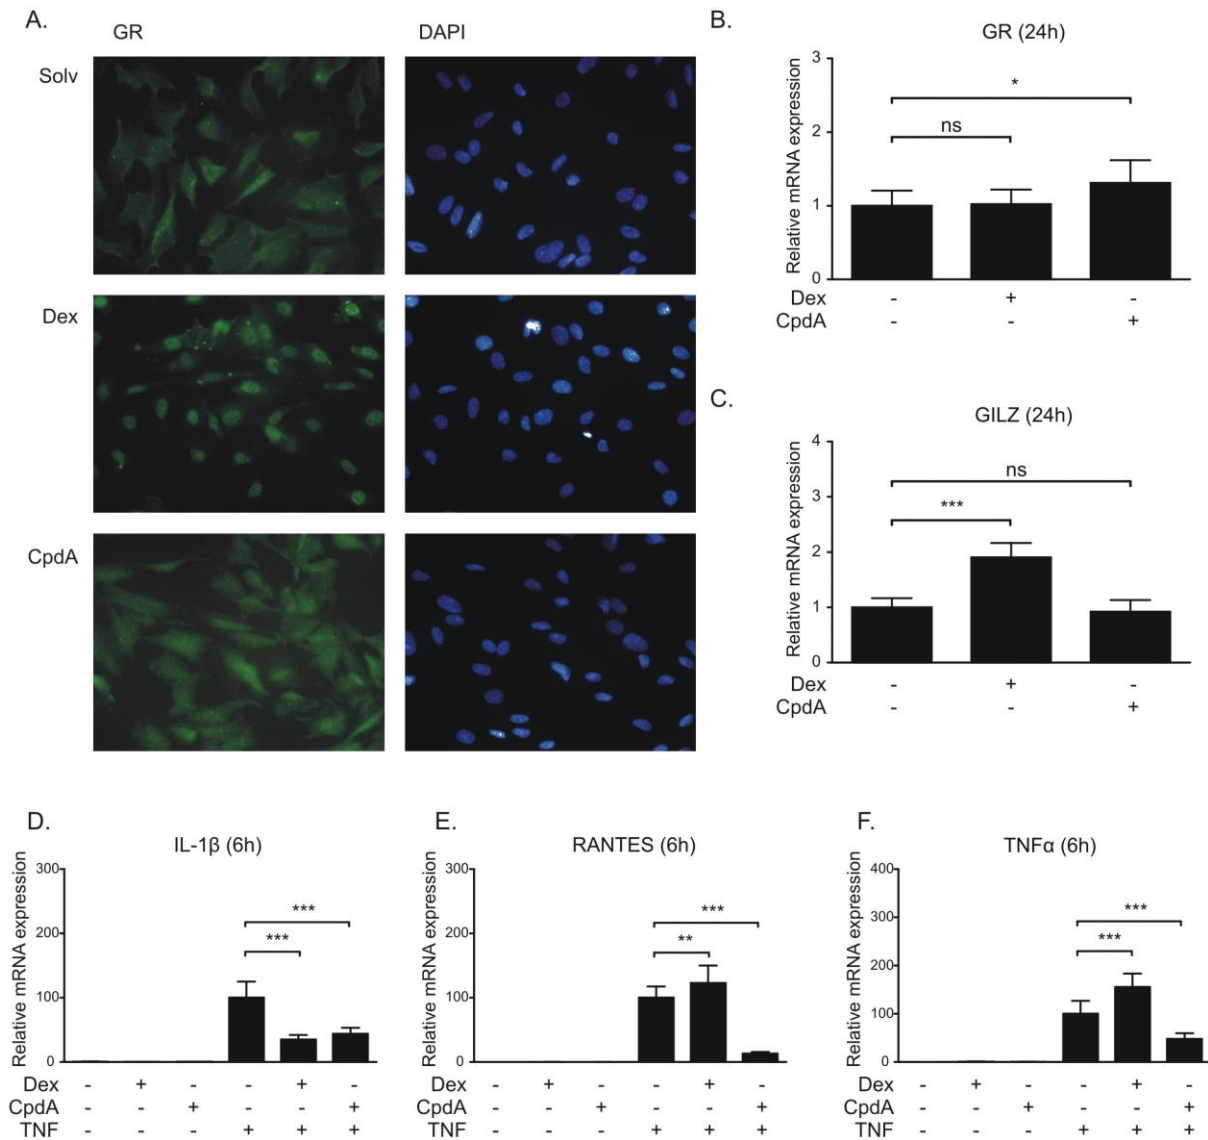 A.
GR DAPI
Solv
Dex
CpdA
B.
GR (24h)
Relative mRNA expression
3
2
1
0
*
ns
Dex - + -
CpdA - - +
C.
GILZ (24h)
Relative mRNA expression
4
3
2
1
0
ns
***
Dex - + -
CpdA - - +
D.
IL-1β (6h)
Relative mRNA expression
300
200
100
0
***
***
Dex - + - - + -
CpdA - - + - - +
TNF - - - + + +
E.
RANTES (6h)
Relative mRNA expression
300
200
100
0
***
**
- + - - + -
- - + - - +
- - - + + +
F.
TNFα (6h)
Relative mRNA expression
400
300
200
100
0
***
***
Dex - + - - + -
CpdA - - + - - +
TNF - - - + + +